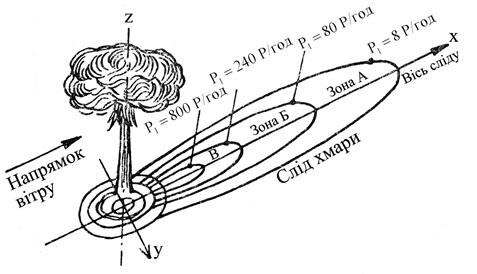 z
x
P₁ = 8 Р/год
P₁ = 80 Р/год
P₁ = 240 Р/год
P₁ = 800 Р/год
Вісь сліду
Зона А
Зона Б
В
Слід хмари
Напрямок
вітру
y